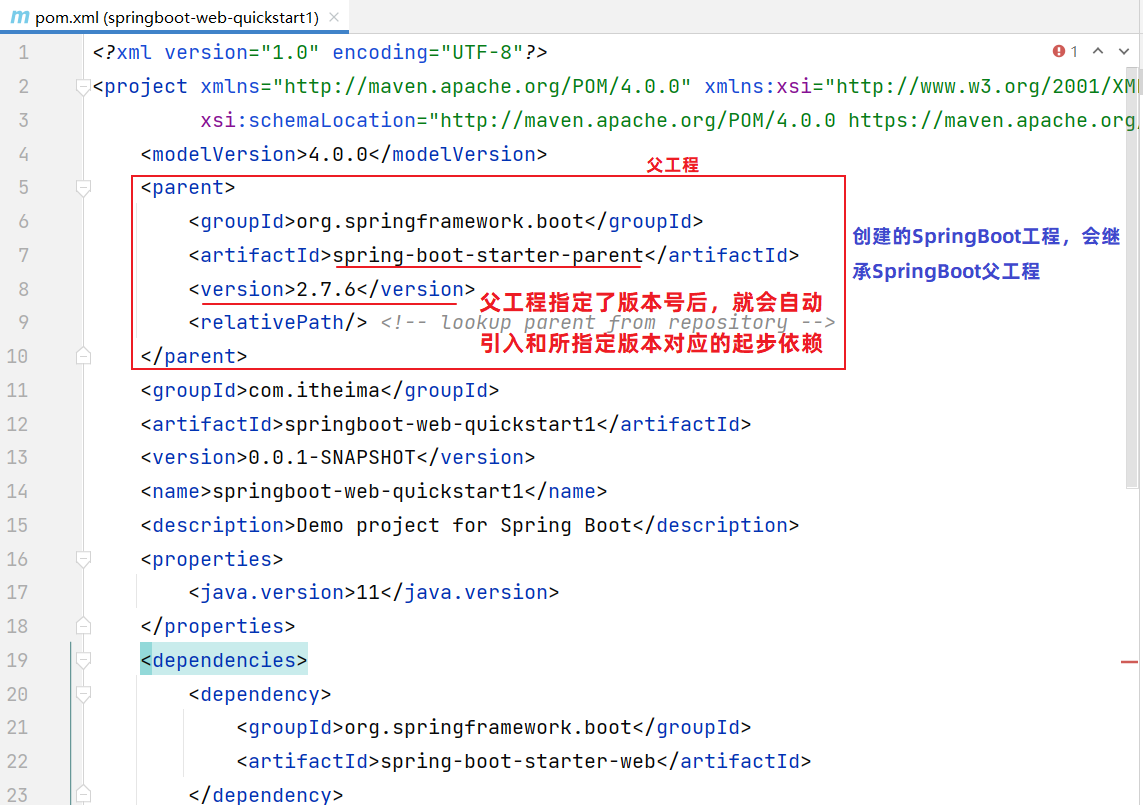 m pom.xml (springboot-web-quickstart1) ×
1 <?xml version="1.0" encoding="UTF-8"?> 1
2 <project xmlns="http://maven.apache.org/POM/4.0.0" xmlns:xsi="http://www.w3.org/2001/XML
3 xsi:schemaLocation="http://maven.apache.org/POM/4.0.0 https://maven.apache.org/
4 <modelVersion>4.0.0</modelVersion>
父工程
5 <parent>
6 <groupId>org.springframework.boot</groupId>
创建的SpringBoot工程，会继
7 <artifactId>spring-boot-starter-parent</artifactId>
承SpringBoot父工程
8 <version>2.7.6</version>
父工程指定了版本号后，就会自动
9 <relativePath/> <!-- lookup parent from repository -->
引入和所指定版本对应的起步依赖
10 </parent>
11 <groupId>com.itheima</groupId>
12 <artifactId>springboot-web-quickstart1</artifactId>
13 <version>0.0.1-SNAPSHOT</version>
14 <name>springboot-web-quickstart1</name>
15 <description>Demo project for Spring Boot</description>
16 <properties>
17 <java.version>11</java.version>
18 </properties>
19 <dependencies>
20 <dependency>
21 <groupId>org.springframework.boot</groupId>
22 <artifactId>spring-boot-starter-web</artifactId>
23 </dependency>